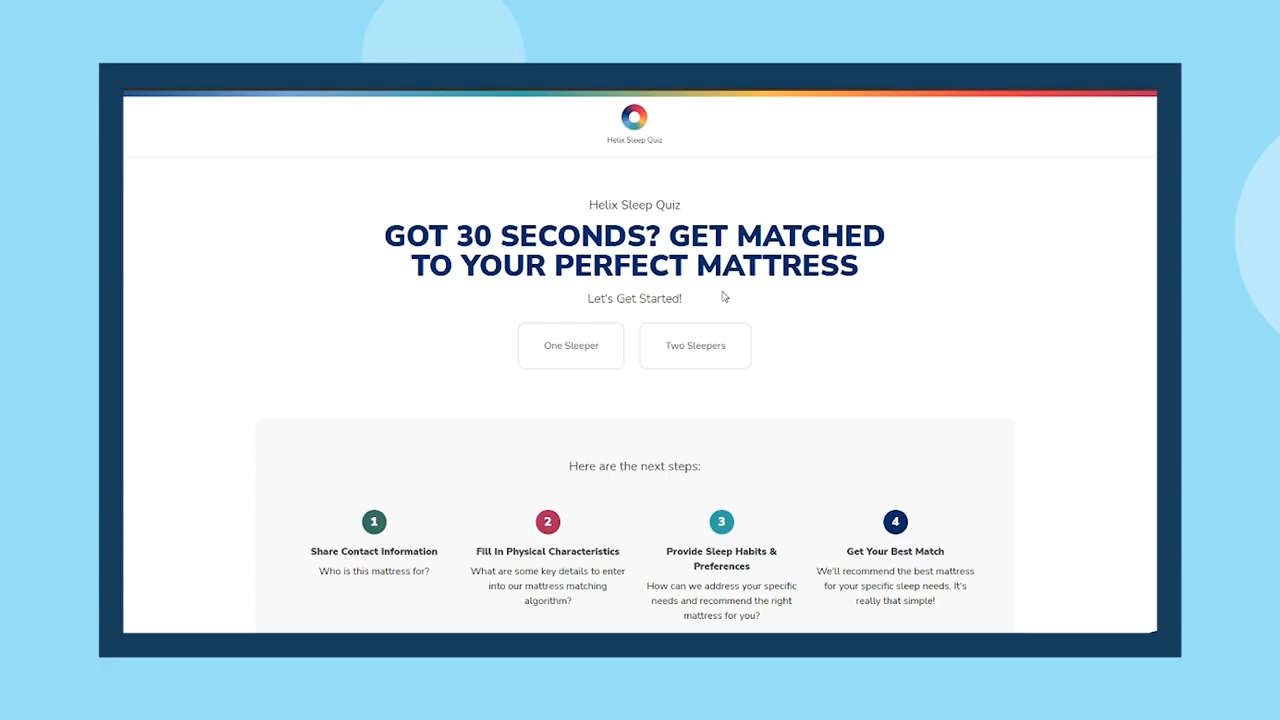 Helix Sleep Quiz
Helix Sleep Quiz
GOT 30 SECONDS? GET MATCHED
TO YOUR PERFECT MATTRESS
Let's Get Started!
One Sleeper
Two Sleepers
Here are the next steps:
1
Share Contact Information
Who is this mattress for?
2
Fill In Physical Characteristics
What are some key details to enter
into our mattress matching
algorithm?
3
Provide Sleep Habits &
Preferences
How can we address your specific
needs and recommend the right
mattress for you?
4
Get Your Best Match
We'll recommend the best mattress
for your specific sleep needs. It's
really that simple!